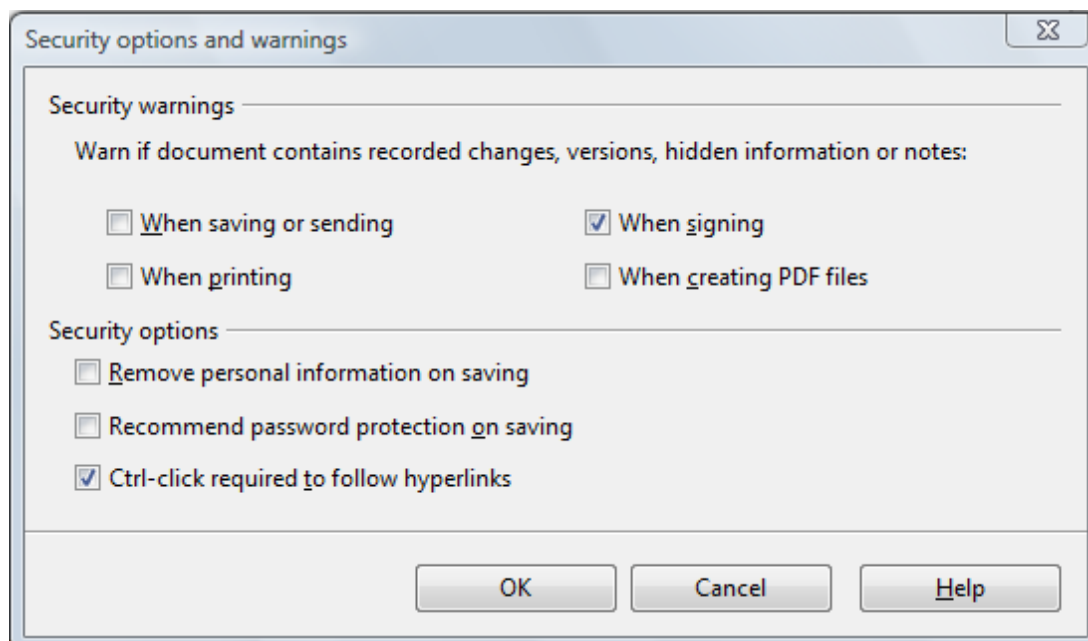 Security options and warnings
Security warnings
Warn if document contains recorded changes, versions, hidden information or notes:
When saving or sending When signing
When printing When creating PDF files
Security options
Remove personal information on saving
Recommend password protection on saving
Ctrl-click required to follow hyperlinks
OK Cancel Help